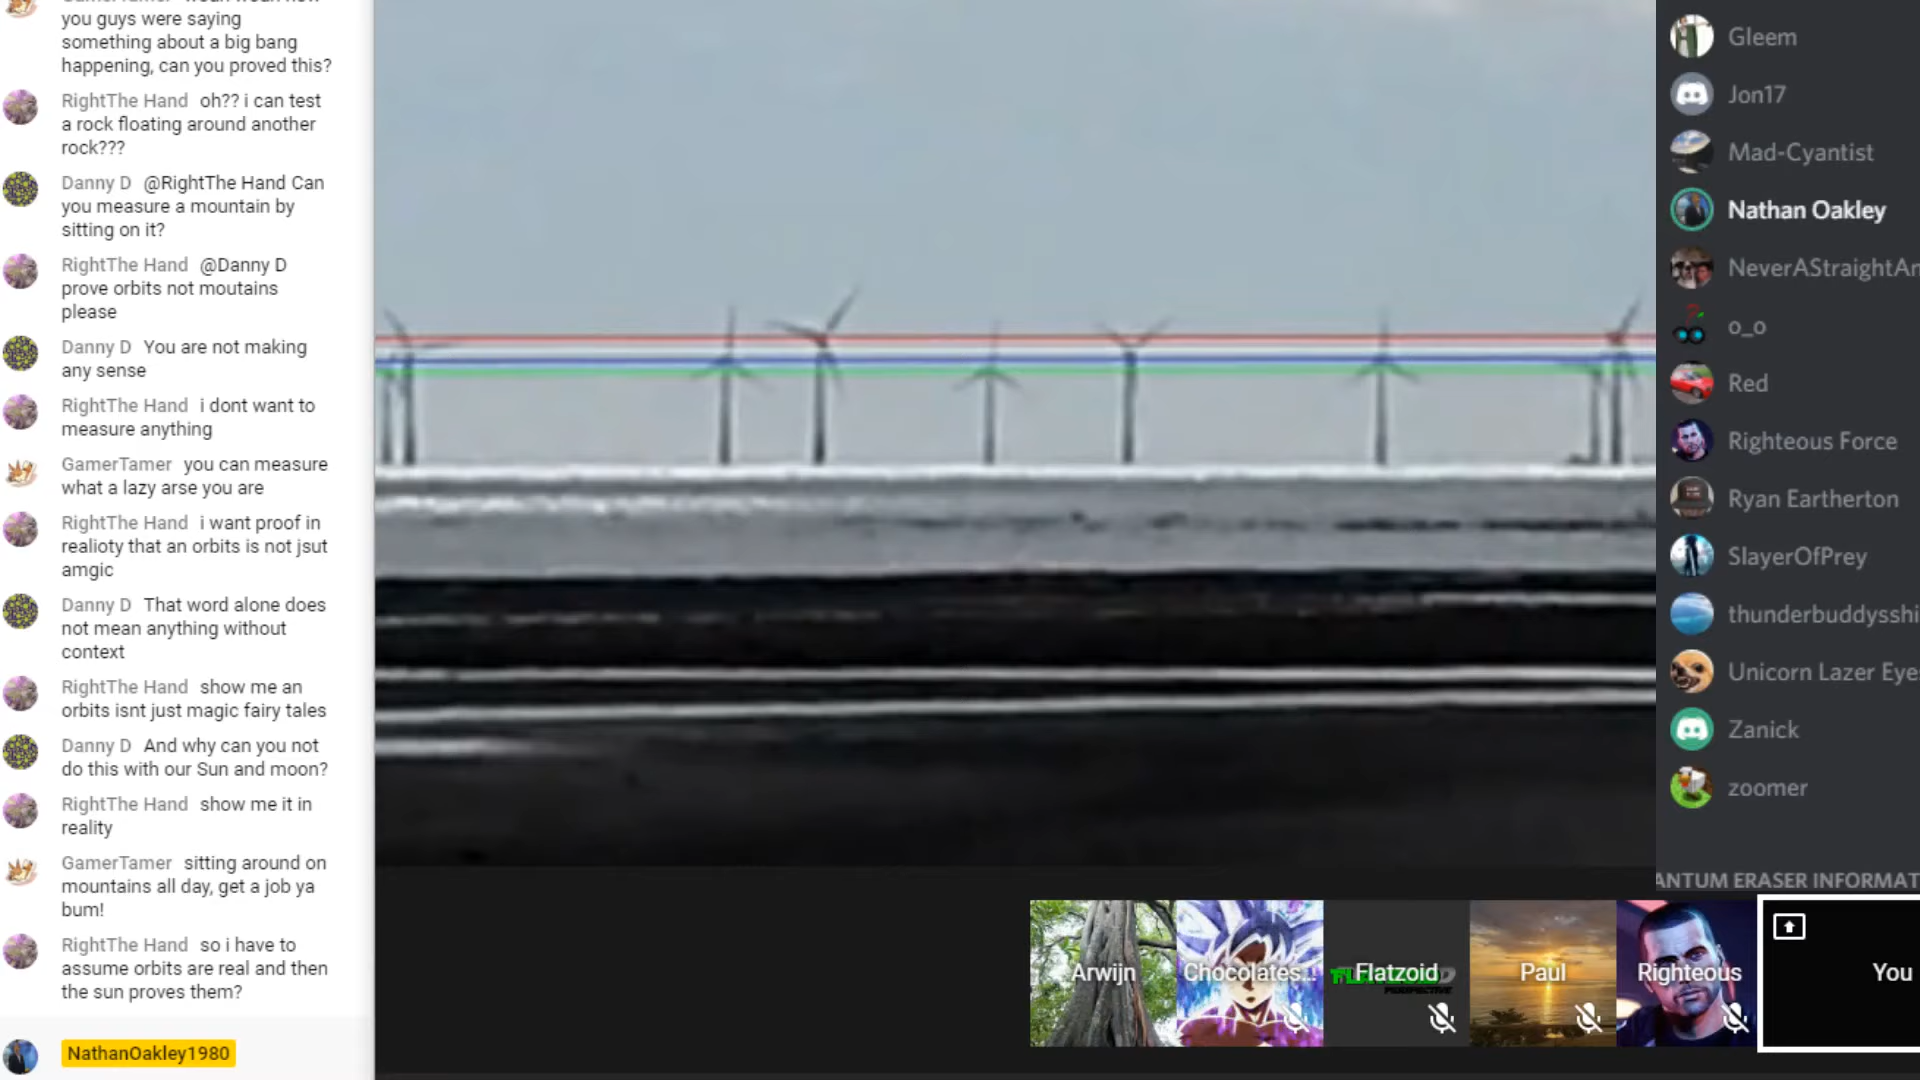 you guys were saying
something about a big bang
happening, can you proved this?
RightThe Hand oh?? i can test
a rock floating around another
rock???
Danny D @RightThe Hand Can
you measure a mountain by
sitting on it?
RightThe Hand @Danny D
prove orbits not moutains
please
Danny D You are not making
any sense
RightThe Hand i dont want to
measure anything
GamerTamer you can measure
what a lazy arse you are
RightThe Hand i want proof in
realioty that an orbits is not jsut
amgic
Danny D That word alone does
not mean anything without
context
RightThe Hand show me an
orbits isnt just magic fairy tales
Danny D And why can you not
do this with our Sun and moon?
RightThe Hand show me it in
reality
GamerTamer sitting around on
mountains all day, get a job ya
bum!
RightThe Hand so i have to
assume orbits are real and then
the sun proves them?
NathanOakley1980
Gleem
Jon17
Mad-Cyantist
Nathan Oakley
NeverAStraightAn
o_o
Red
Righteous Force
Ryan Eartherton
SlayerOfPrey
thunderbuddysshi
Unicorn Lazer Eye
Zanick
zoomer
ANTUM ERASER INFORMAT
Arwijn
Chocolates...
Flatzoid
Paul
Righteous
You